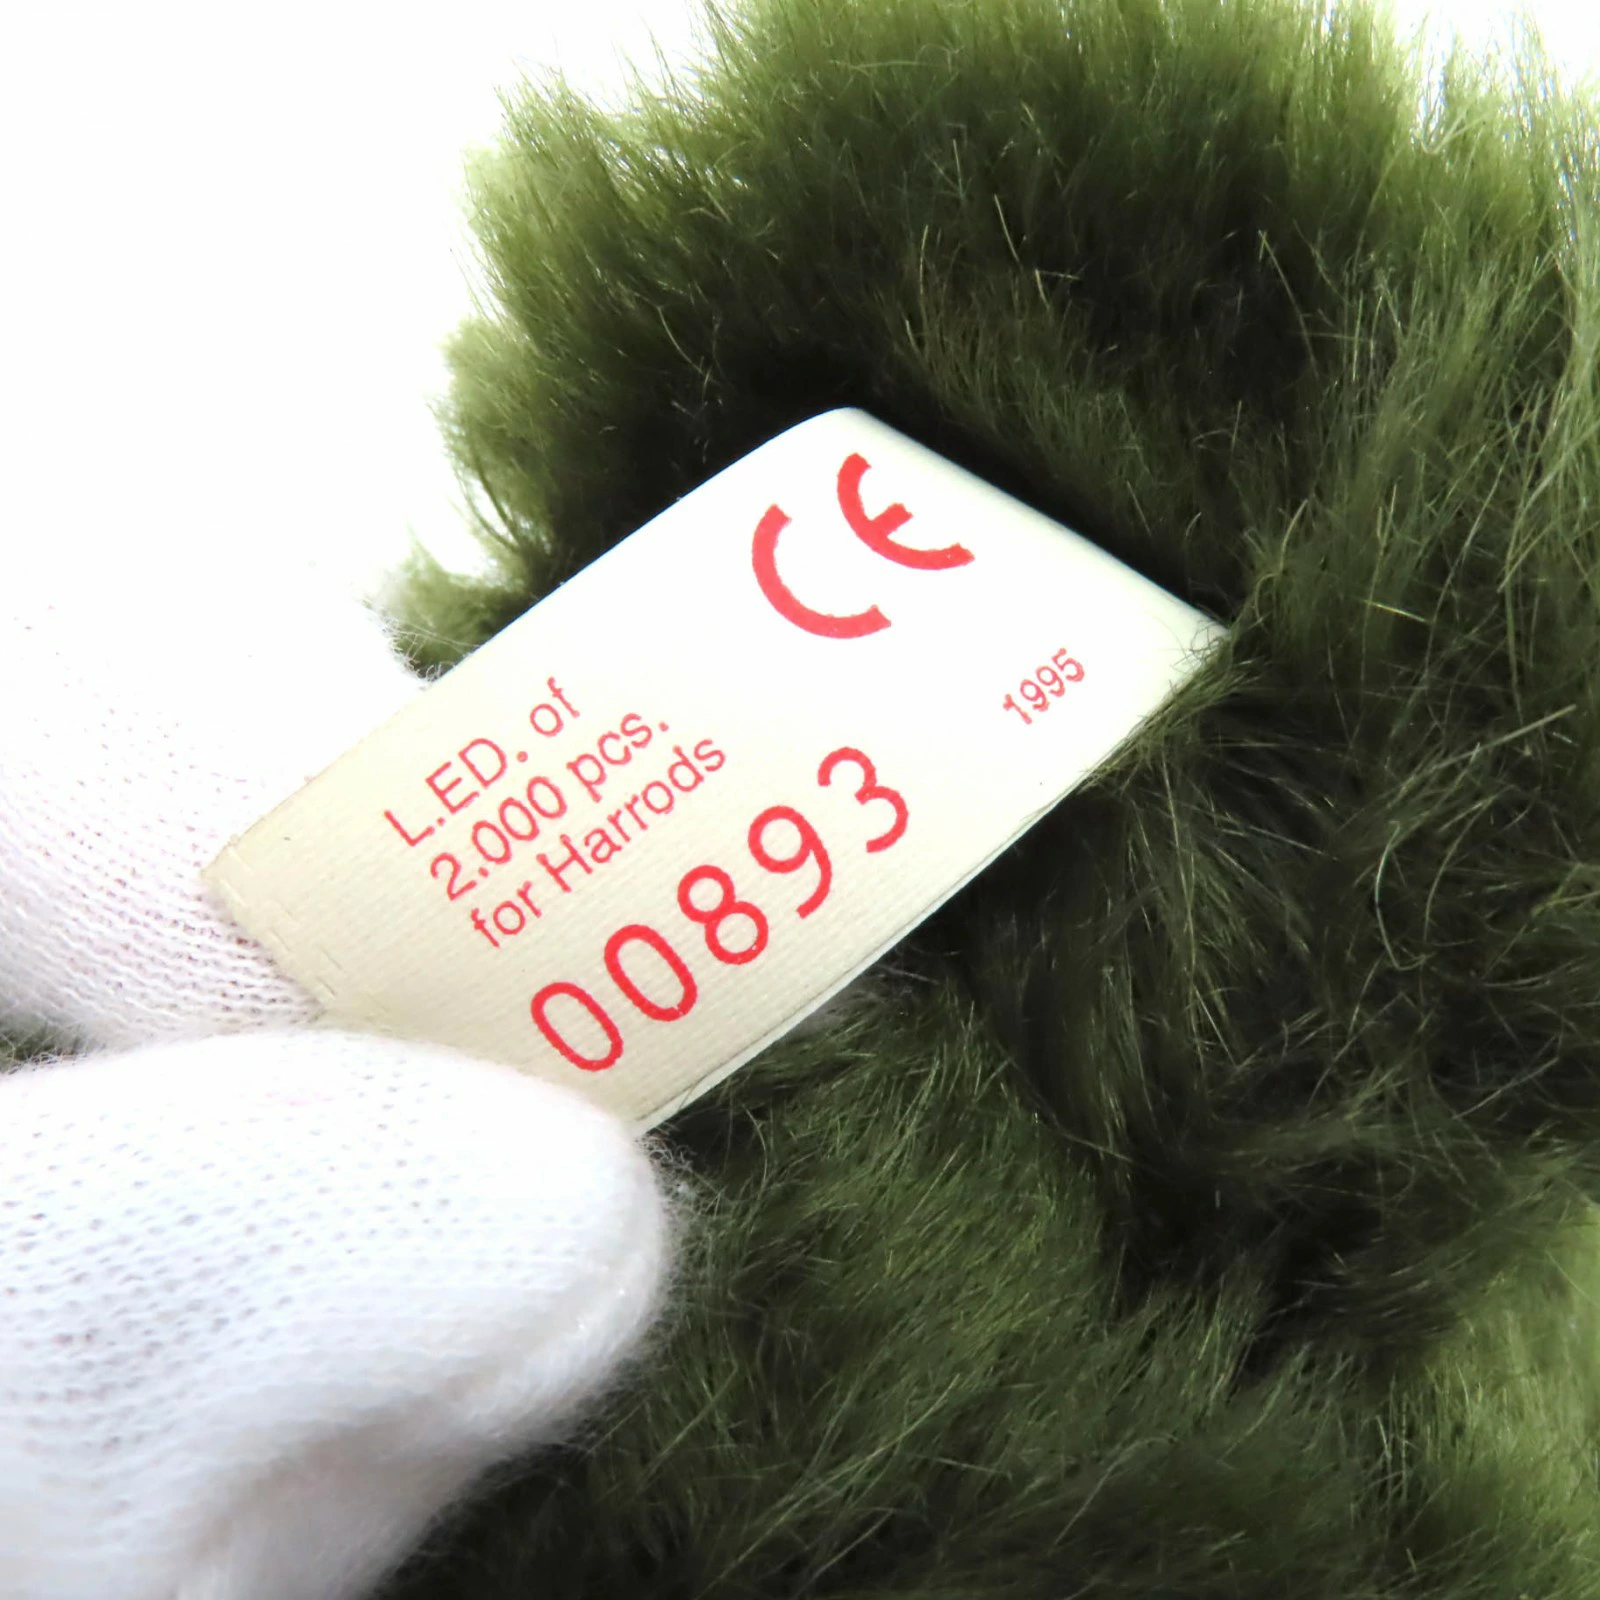 CE
1995
L.ED. of
2.000 pcs.
for Harrods
00893